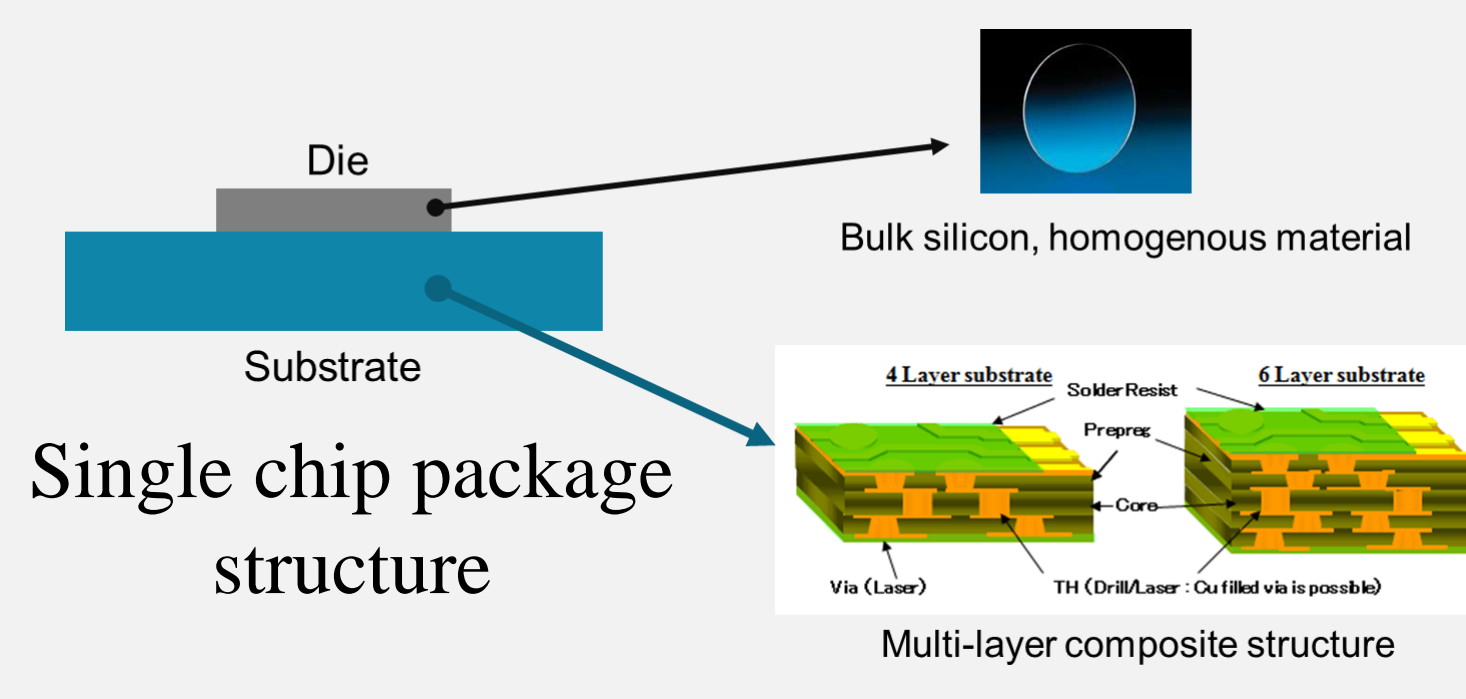 Die
Bulk silicon, homogenous material
Substrate
Single chip package
structure
4 Layer substrate
6 Layer substrate
Solder Resist
Prepreg
Core
Via (Laser)
TH (Drill/Laser : Cu filled via is possible)
Multi-layer composite structure